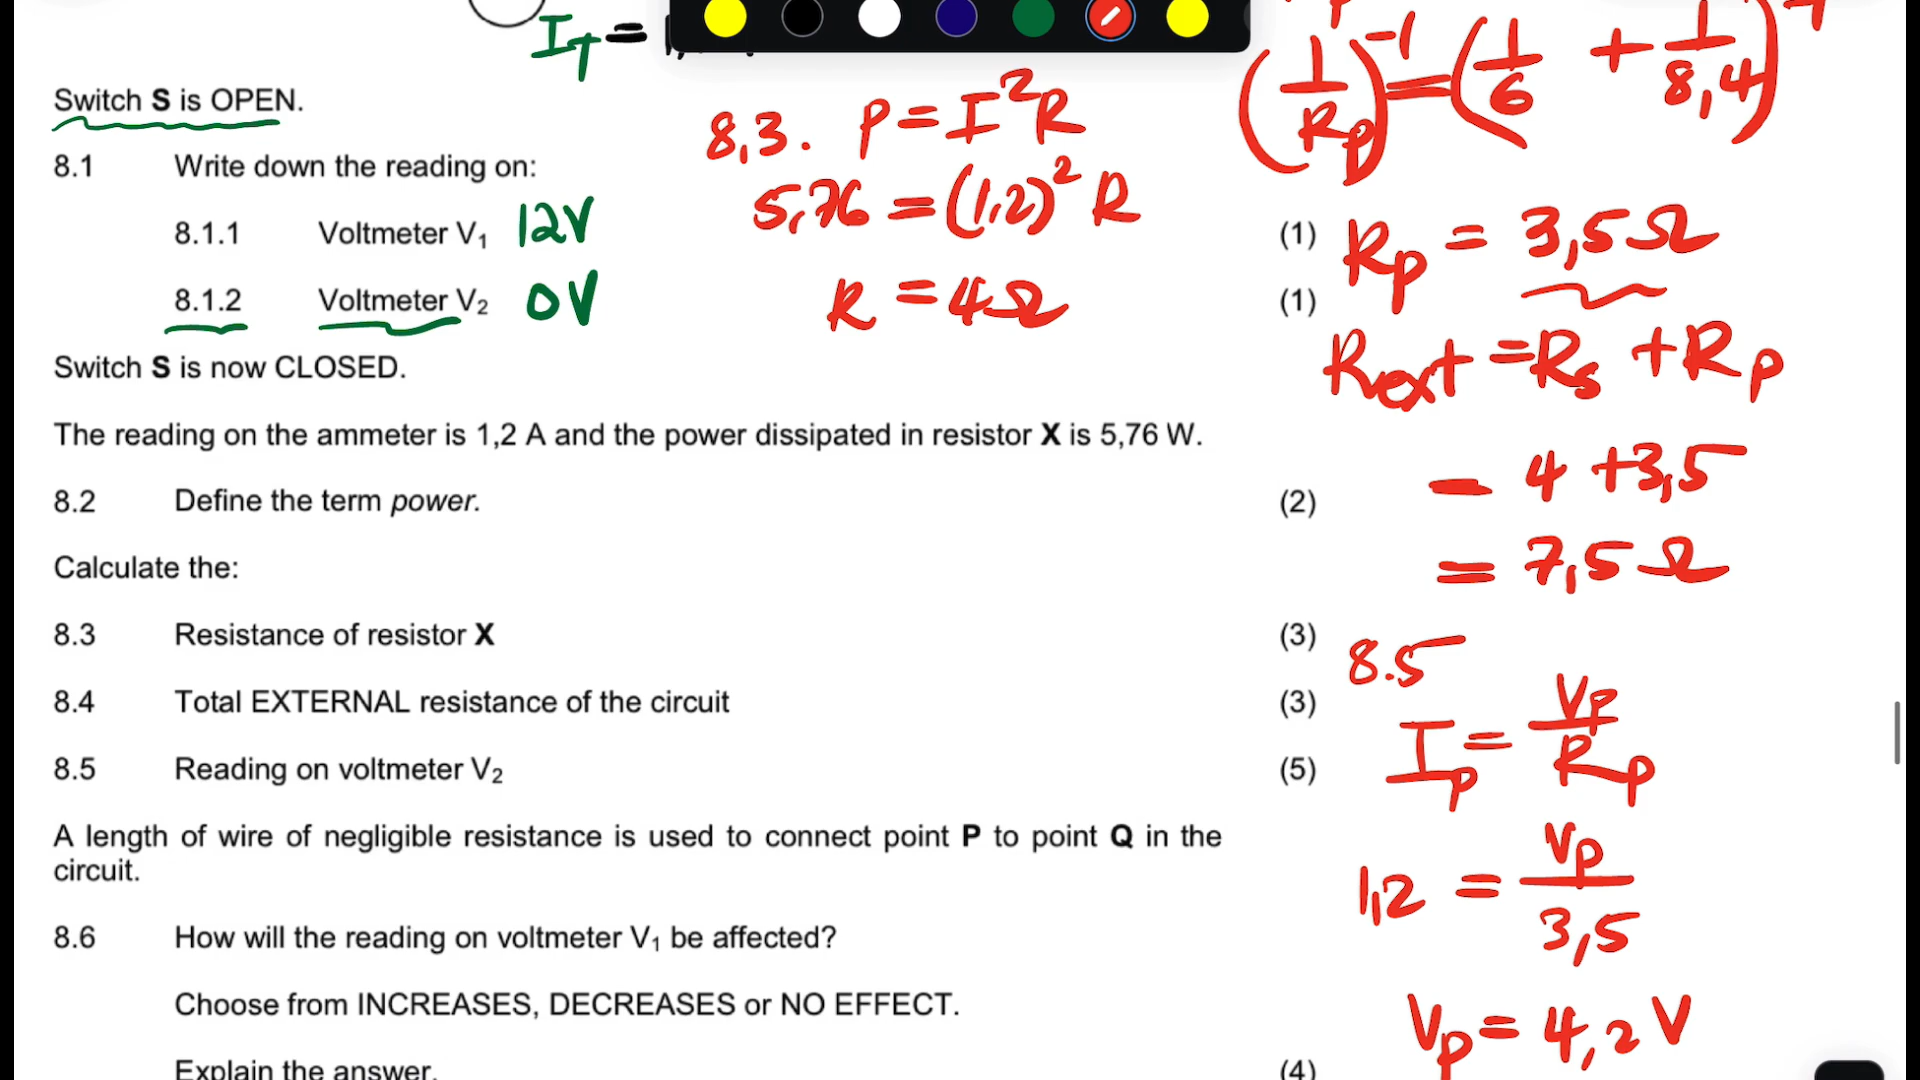 I_T =
Switch S is OPEN.
8.1 Write down the reading on:
8.1.1 Voltmeter V₁ 12V (1)
8.1.2 Voltmeter V₂ 0V (1)
Switch S is now CLOSED.
The reading on the ammeter is 1,2 A and the power dissipated in resistor X is 5,76 W.
8.2 Define the term power. (2)
Calculate the:
8.3 Resistance of resistor X (3)
8.4 Total EXTERNAL resistance of the circuit (3)
8.5 Reading on voltmeter V₂ (5)
A length of wire of negligible resistance is used to connect point P to point Q in the
circuit.
8.6 How will the reading on voltmeter V₁ be affected?
Choose from INCREASES, DECREASES or NO EFFECT.
Explain the answer. (4)
8,3. P = I²R
5,76 = (1,2)² R
R = 4Ω
(1/Rp)⁻¹ = (1/6 + 1/8,4)⁻¹
Rp = 3,5Ω
Rext = Rs + Rp
= 4 + 3,5
= 7,5 Ω
8.5
Ip = Vp/Rp
1,2 = Vp/3,5
Vp = 4,2 V